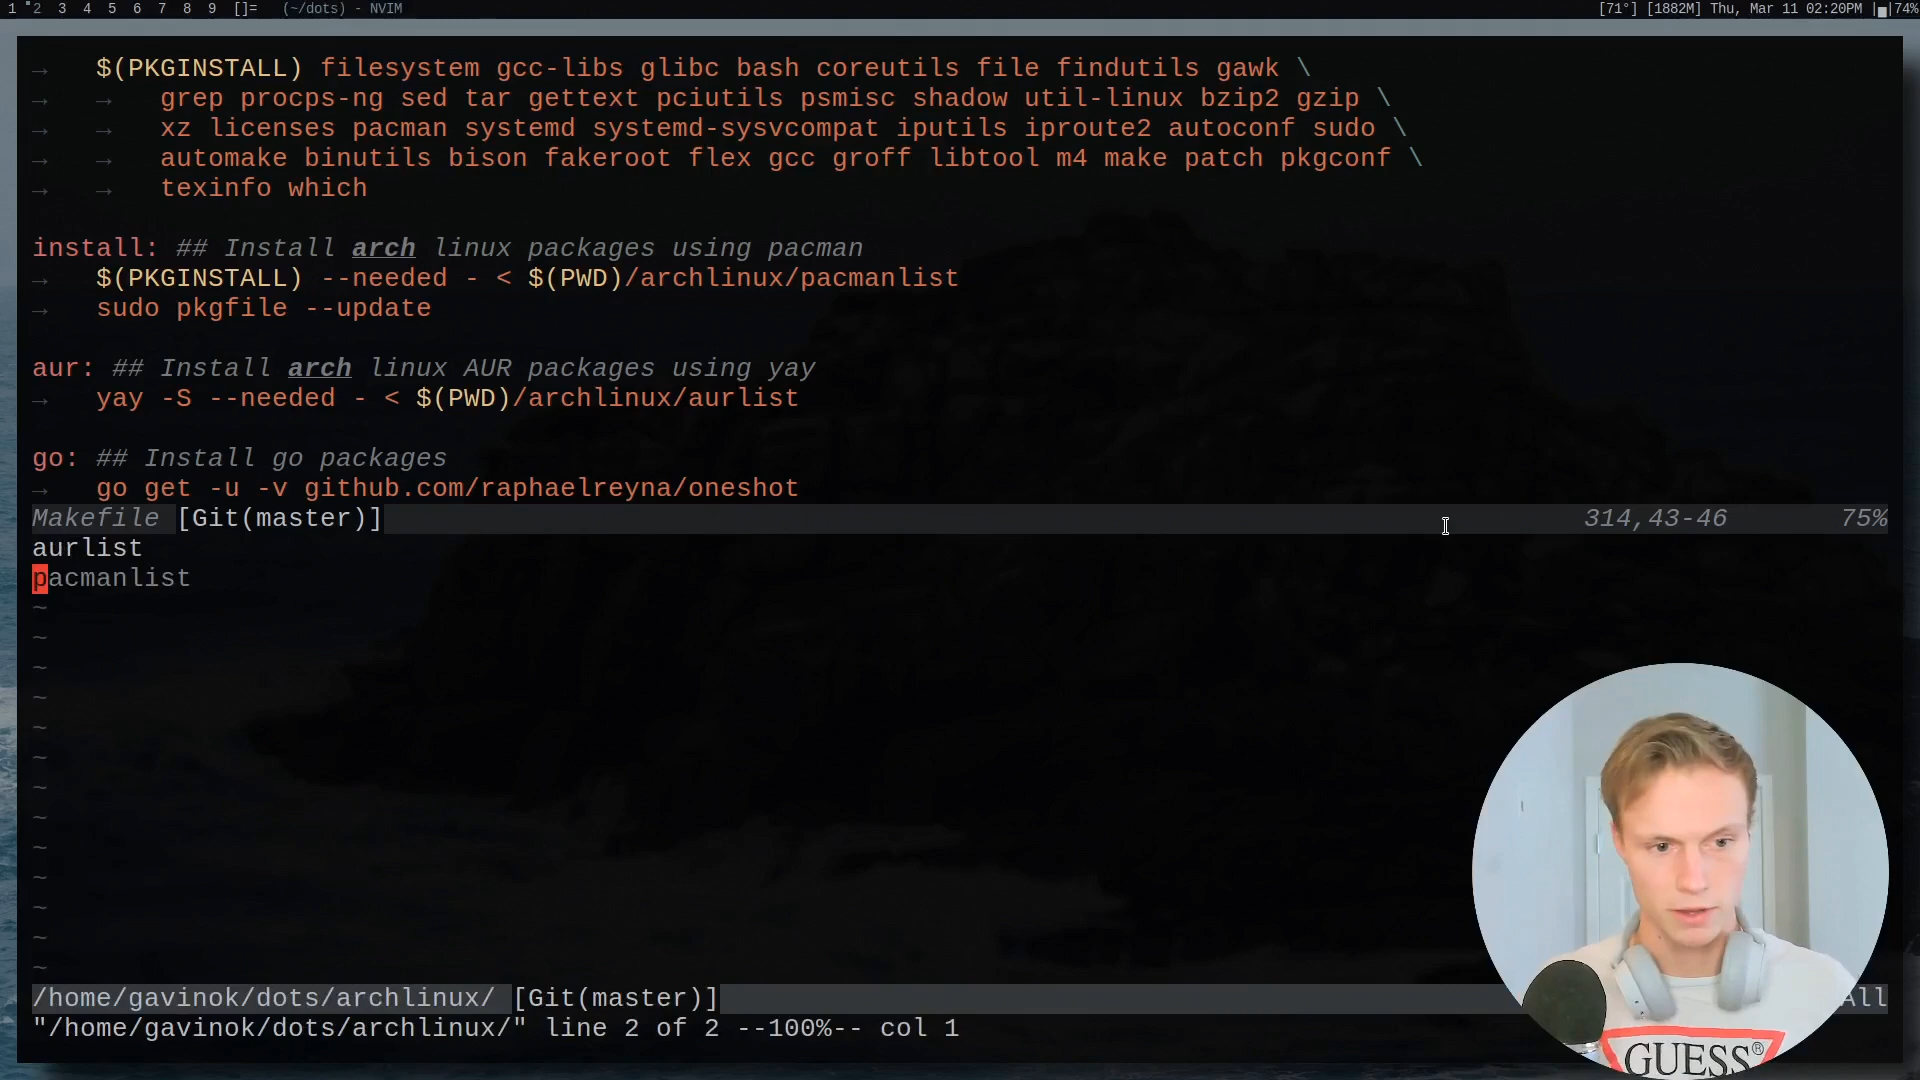 1 2 3 4 5 6 7 8 9 []= (~/dots) - NVIM [71°] [1882M] Thu, Mar 11 02:20PM |74%
→ $(PKGINSTALL) filesystem gcc-libs glibc bash coreutils file findutils gawk \
→ → grep procps-ng sed tar gettext pciutils psmisc shadow util-linux bzip2 gzip \
→ → xz licenses pacman systemd systemd-sysvcompat iputils iproute2 autoconf sudo \
→ → automake binutils bison fakeroot flex gcc groff libtool m4 make patch pkgconf \
→ → texinfo which
install: ## Install arch linux packages using pacman
→ $(PKGINSTALL) --needed - < $(PWD)/archlinux/pacmanlist
→ sudo pkgfile --update
aur: ## Install arch linux AUR packages using yay
→ yay -S --needed - < $(PWD)/archlinux/aurlist
go: ## Install go packages
→ go get -u -v github.com/raphaelreyna/oneshot
Makefile [Git(master)] 314,43-46 75%
aurlist
pacmanlist
~
~
~
~
~
~
~
~
~
~
~
~
~
/home/gavinok/dots/archlinux/ [Git(master)] All
"/home/gavinok/dots/archlinux/" line 2 of 2 --100%-- col 1
GUESS®